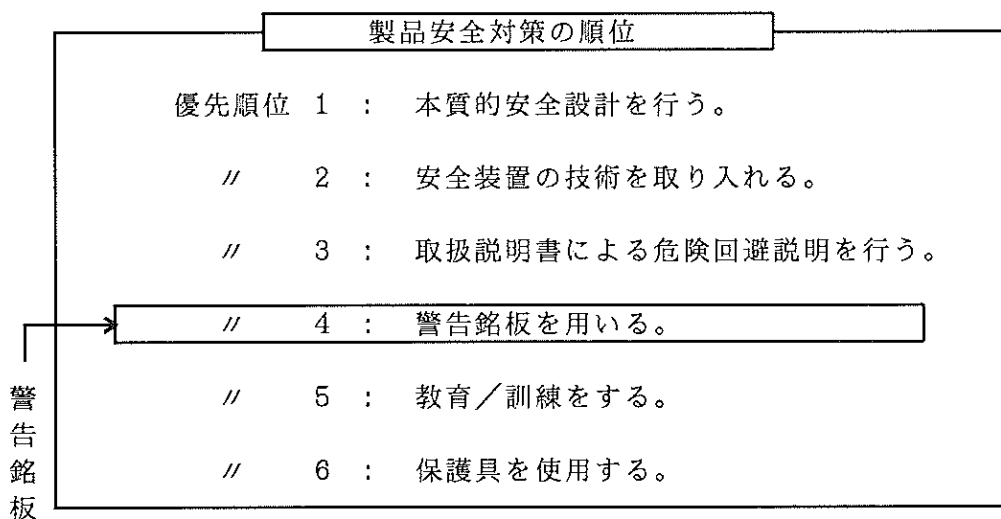 製品安全対策の順位
優先順位 1 : 本質的安全設計を行う。
〃 2 : 安全装置の技術を取り入れる。
〃 3 : 取扱説明書による危険回避説明を行う。
〃 4 : 警告銘板を用いる。
〃 5 : 教育／訓練をする。
〃 6 : 保護具を使用する。
警告銘板